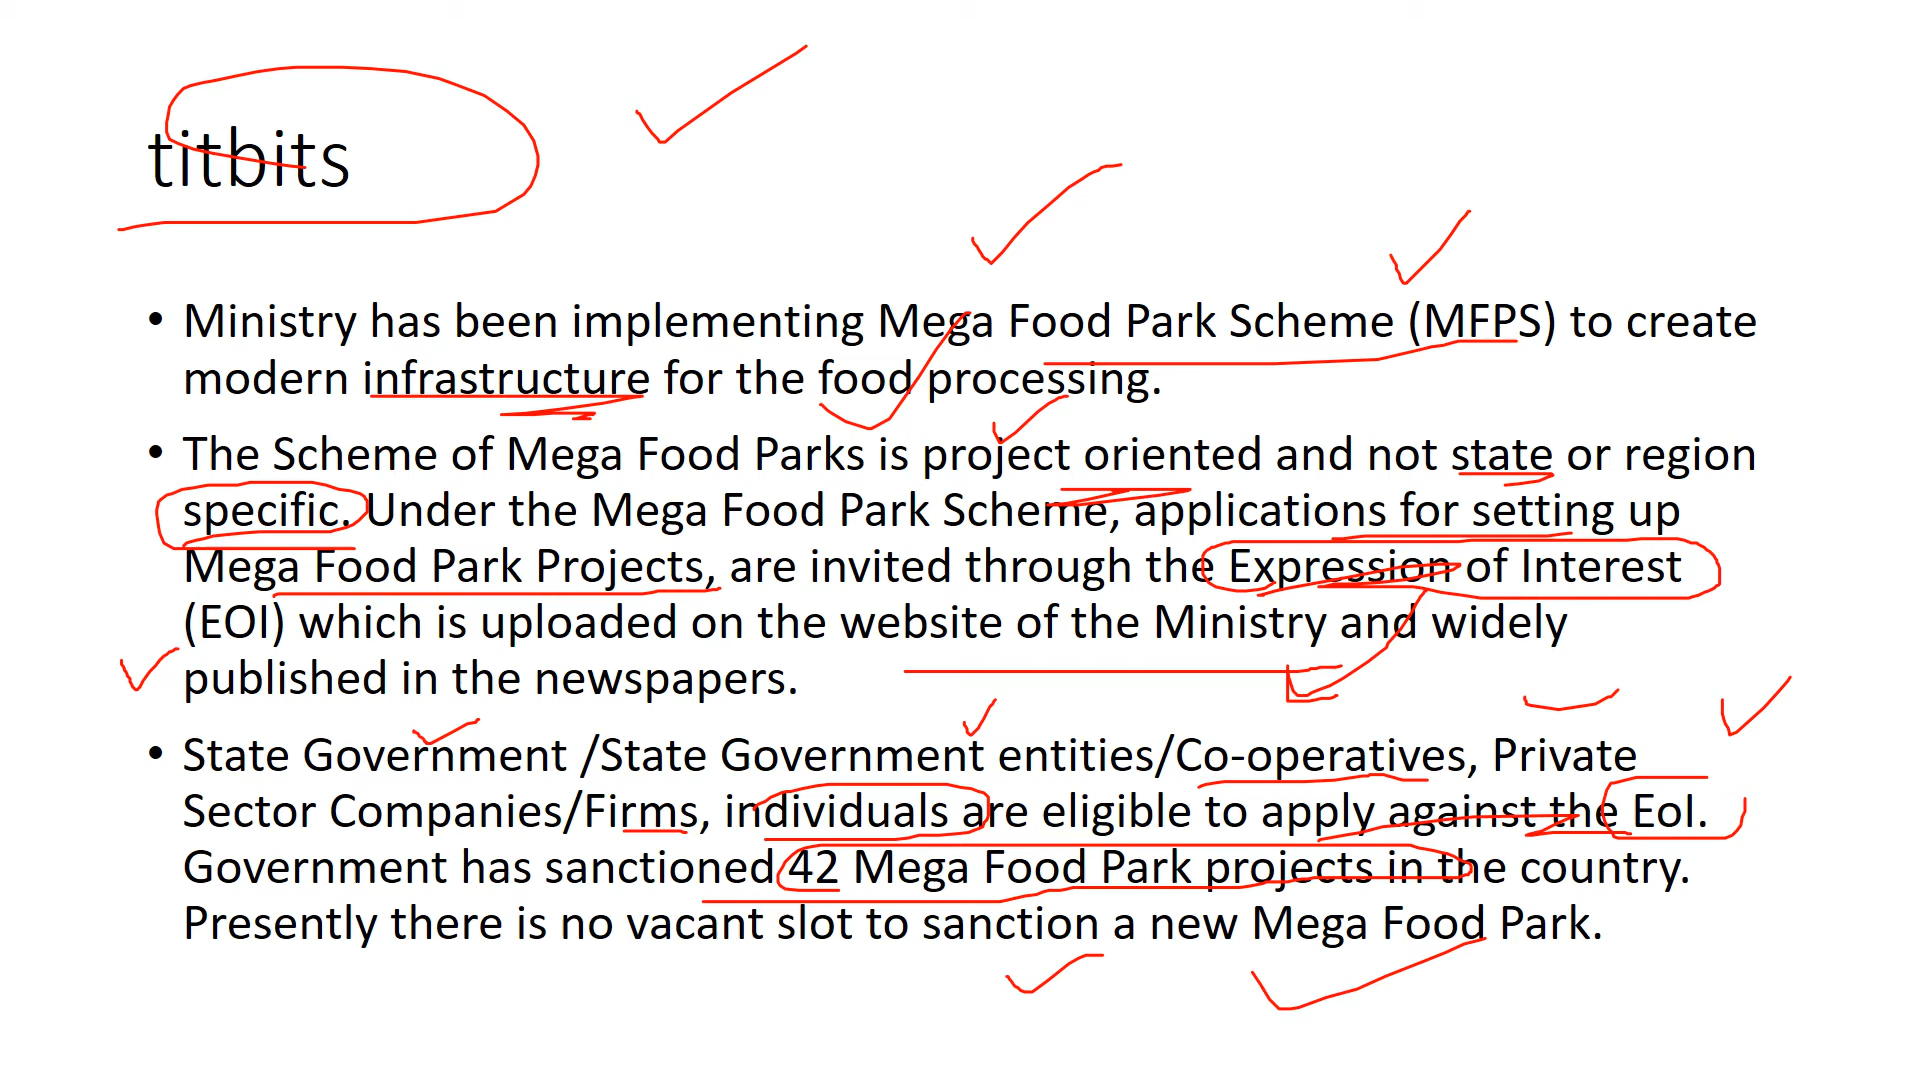 titbits
• Ministry has been implementing Mega Food Park Scheme (MFPS) to create
modern infrastructure for the food processing.
• The Scheme of Mega Food Parks is project oriented and not state or region
specific. Under the Mega Food Park Scheme, applications for setting up
Mega Food Park Projects, are invited through the Expression of Interest
(EOI) which is uploaded on the website of the Ministry and widely
published in the newspapers.
• State Government /State Government entities/Co-operatives, Private
Sector Companies/Firms, individuals are eligible to apply against the EoI.
Government has sanctioned 42 Mega Food Park projects in the country.
Presently there is no vacant slot to sanction a new Mega Food Park.